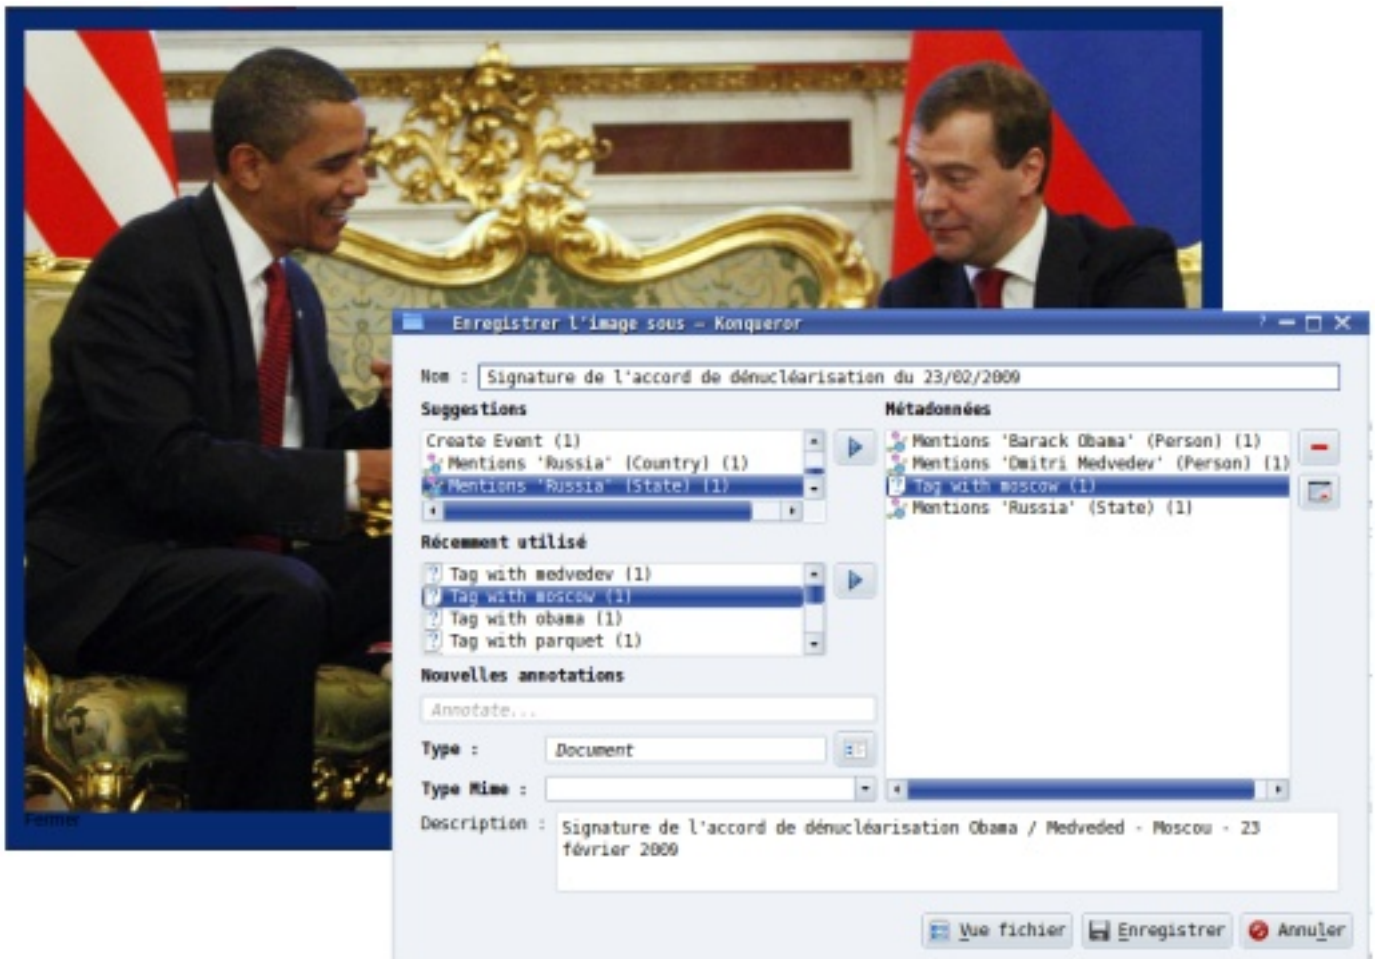 Enregistrer l'image sous – Konqueror
Nom : Signature de l'accord de dénucléarisation du 23/02/2009
Suggestions
Create Event (1)
Mentions 'Russia' (Country) (1)
Mentions 'Russia' (State) (1)
Récemment utilisé
Tag with medvedev (1)
Tag with moscow (1)
Tag with obama (1)
Tag with parquet (1)
Nouvelles annotations
Annotate...
Type : Document
Type Mime :
Métadonnées
Mentions 'Barack Obama' (Person) (1)
Mentions 'Dmitri Medvedev' (Person) (1)
Tag with moscow (1)
Mentions 'Russia' (State) (1)
Description : Signature de l'accord de dénucléarisation Obama / Medveded - Moscou - 23
février 2009
Vue fichier Enregistrer Annuler
Fermer